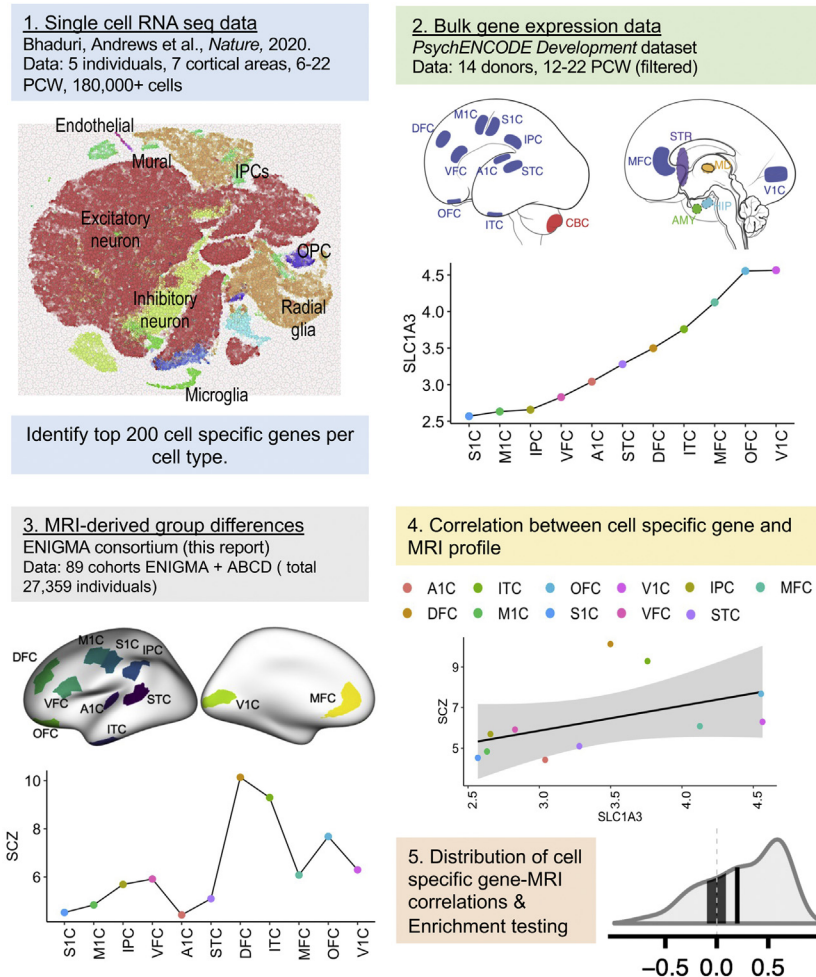 1. Single cell RNA seq data
Bhaduri, Andrews et al., Nature, 2020.
Data: 5 individuals, 7 cortical areas, 6-22
PCW, 180,000+ cells
Endothelial
Mural
IPCs
Excitatory
neuron
OPC
Inhibitory
neuron
Radial
glia
Microglia
Identify top 200 cell specific genes per
cell type.
2. Bulk gene expression data
PsychENCODE Development dataset
Data: 14 donors, 12-22 PCW (filtered)
M1C
S1C
DFC
IPC
VFC
A1C
STC
OFC
ITC
CBC
STR
MFC
V1C
AMY
4.5
4.0
3.5
3.0
2.5
SLC1A3
S1C
M1C
IPC
VFC
A1C
STC
DFC
ITC
MFC
OFC
V1C
3. MRI-derived group differences
ENIGMA consortium (this report)
Data: 89 cohorts ENIGMA + ABCD ( total
27,359 individuals)
M1C
S1C
IPC
DFC
VFC
A1C
STC
OFC
ITC
V1C
MFC
10
8
6
SCZ
S1C
M1C
IPC
VFC
A1C
STC
DFC
ITC
MFC
OFC
V1C
4. Correlation between cell specific gene and
MRI profile
A1C ITC OFC V1C IPC MFC
DFC M1C S1C VFC STC
9
7
5
SCZ
2.5 3.0 3.5 4.0 4.5
SLC1A3
5. Distribution of cell
specific gene-MRI
correlations &
Enrichment testing
−0.5 0.0 0.5